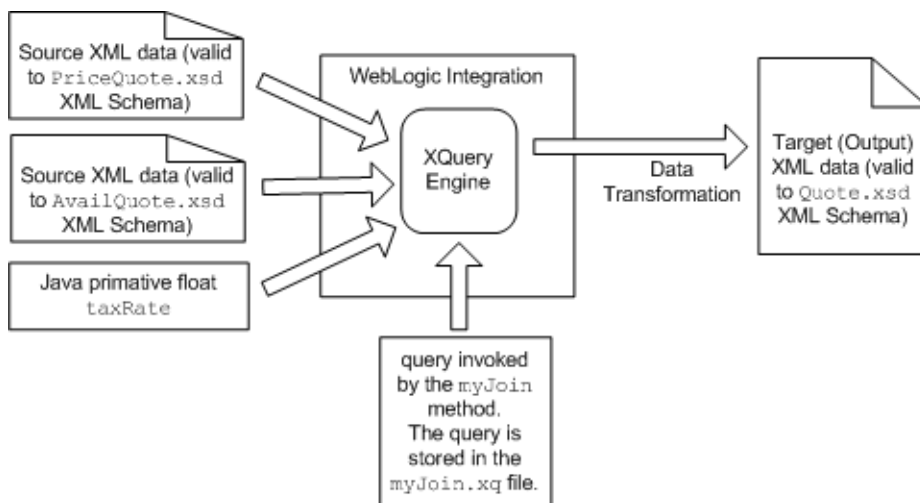 Source XML data (valid
to PriceQuote.xsd
XML Schema)
Source XML data (valid
to AvailQuote.xsd
XML Schema)
Java primative float
taxRate
WebLogic Integration
XQuery
Engine
query invoked
by the myJoin
method.
The query is
stored in the
myJoin.xq file.
Data
Transformation
Target (Output)
XML data (valid
to Quote.xsd
XML Schema)